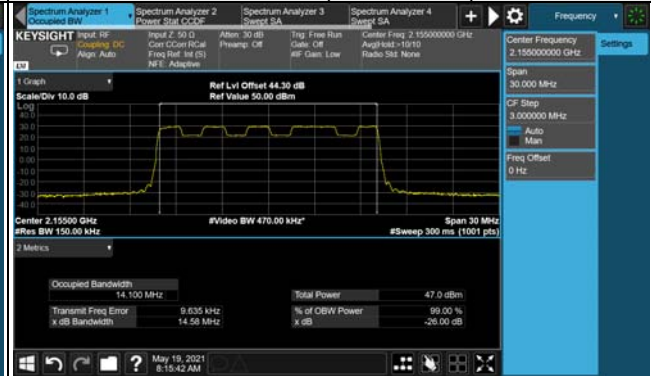 Spectrum Analyzer 1
Occupied BW
Spectrum Analyzer 2
Power Stat CCDF
Spectrum Analyzer 3
Swept SA
Spectrum Analyzer 4
Swept SA
+
Frequency
KEYSIGHT
Input: RF
Coupling: DC
Align: Auto
Input Z: 50 Ω
Corr CCorr RCal
Freq Ref: Int (S)
NFE: Adaptive
Atten: 30 dB
Preamp: Off
Trig: Free Run
Gate: Off
#IF Gain: Low
Center Freq: 2.155000000 GHz
Avg|Hold:>10/10
Radio Std: None
Center Frequency
2.155000000 GHz
Settings
Span
30.000 MHz
CF Step
3.000000 MHz
Auto
Man
Freq Offset
0 Hz
1 Graph
Scale/Div 10.0 dB
Ref Lvl Offset 44.30 dB
Ref Value 50.00 dBm
Log
40.0
30.0
20.0
10.0
0.00
-10.0
-20.0
-30.0
-40.0
Center 2.15500 GHz
#Res BW 150.00 kHz
#Video BW 470.00 kHz*
Span 30 MHz
#Sweep 300 ms (1001 pts)
2 Metrics
Occupied Bandwidth
14.100 MHz
Total Power
47.0 dBm
Transmit Freq Error
9.635 kHz
% of OBW Power
99.00 %
x dB Bandwidth
14.58 MHz
x dB
-26.00 dB
?
May 19, 2021
8:15:42 AM